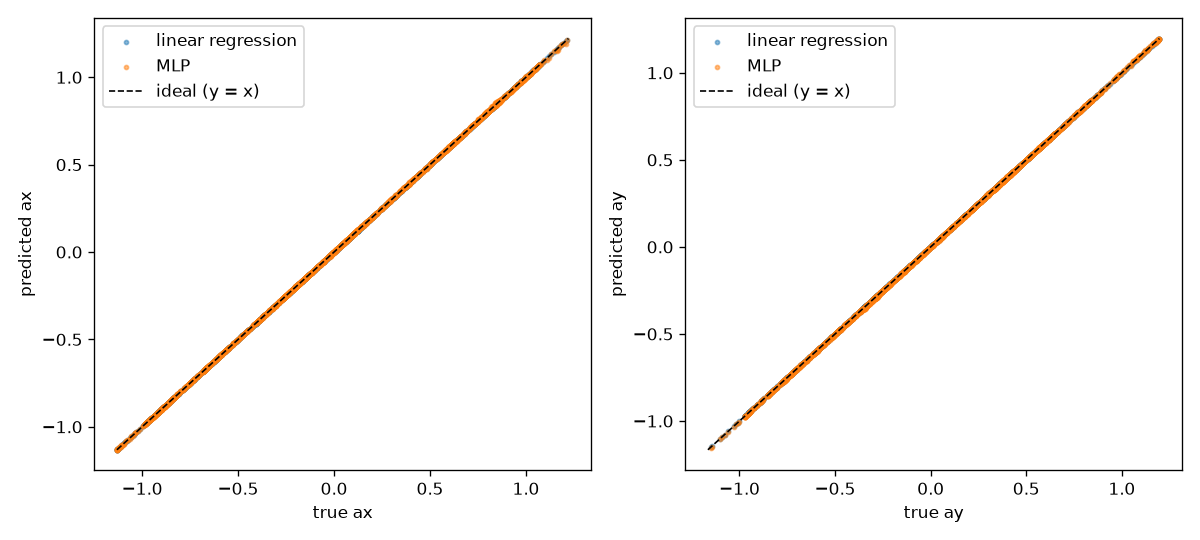 linear regression
MLP
ideal (y = x)
1.0
0.5
0.0
−0.5
−1.0
predicted ax
−1.0 −0.5 0.0 0.5 1.0
true ax
linear regression
MLP
ideal (y = x)
1.0
0.5
0.0
−0.5
−1.0
predicted ay
−1.0 −0.5 0.0 0.5 1.0
true ay